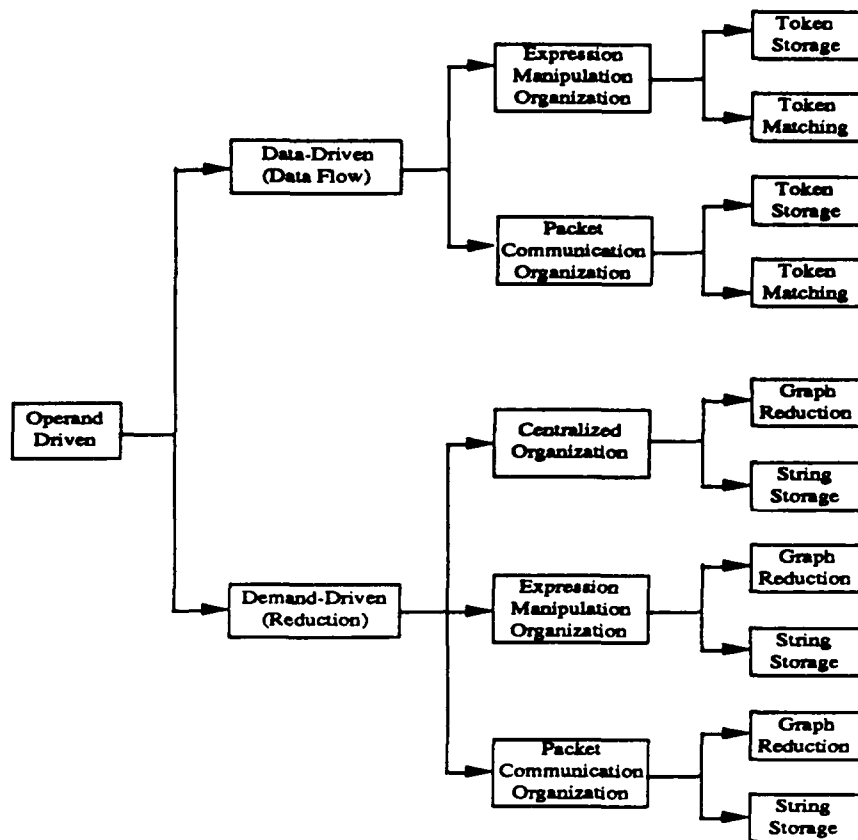 Token
Storage
Expression
Manipulation
Organization
Token
Matching
Data-Driven
(Data Flow)
Token
Storage
Packet
Communication
Organization
Token
Matching
Operand
Driven
Graph
Reduction
Centralized
Organization
String
Storage
Graph
Reduction
Demand-Driven
(Reduction)
Expression
Manipulation
Organization
String
Storage
Graph
Reduction
Packet
Communication
Organization
String
Storage